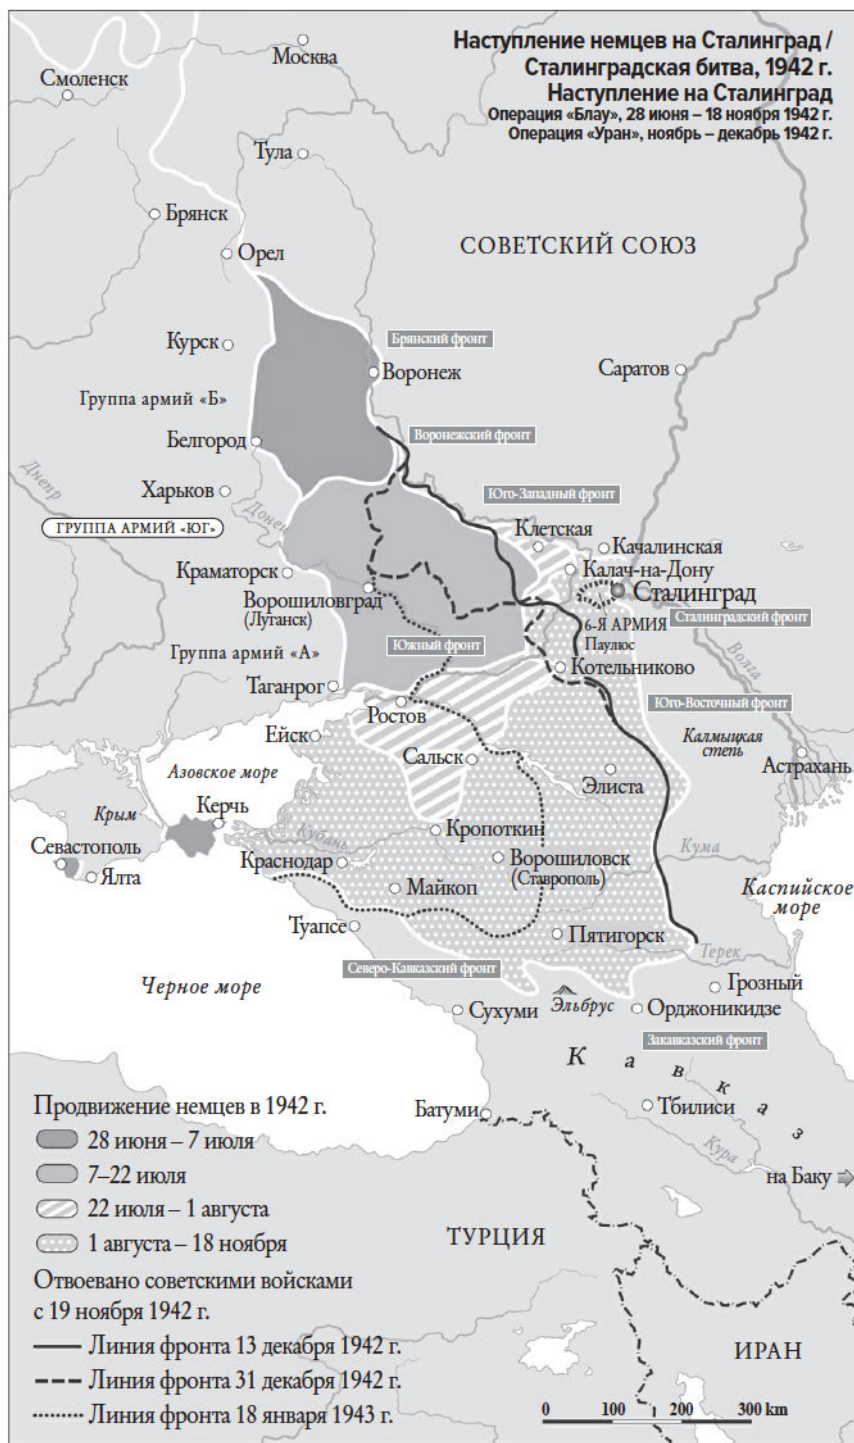 Наступление немцев на Сталинград /
Сталинградская битва, 1942 г.
Наступление на Сталинград
Операция «Блау», 28 июня – 18 ноября 1942 г.
Операция «Уран», ноябрь – декабрь 1942 г.
Москва
Смоленск
Тула
Брянск
Орел
СОВЕТСКИЙ СОЮЗ
Курск
Брянский фронт
Воронеж
Саратов
Группа армий «Б»
Белгород
Воронежский фронт
Днепр
Харьков
Юго-Западный фронт
ГРУППА АРМИЙ «ЮГ»
Донец
Клетская
Качалинская
Краматорск
Калач-на-Дону
Ворошиловград
(Луганск)
Сталинград
6-Я АРМИЯ
Паулюс
Сталинградский фронт
Южный фронт
Группа армий «А»
Котельниково
Волга
Таганрог
Ростов
Юго-Восточный фронт
Ейск
Калмыцкая
степь
Сальск
Астрахань
Азовское море
Элиста
Крым
Керчь
Кубань
Кропоткин
Севастополь
Кума
Краснодар
Ворошиловск
(Ставрополь)
Ялта
Майкоп
Каспийское
море
Туапсе
Пятигорск
Терек
Северо-Кавказский фронт
Черное море
Грозный
Эльбрус
Сухуми
Орджоникидзе
Закавказский фронт
Кавказ
Батуми
Тбилиси
Кура
на Баку
Продвижение немцев в 1942 г.
28 июня – 7 июля
7–22 июля
22 июля – 1 августа
1 августа – 18 ноября
ТУРЦИЯ
Отвоевано советскими войсками
с 19 ноября 1942 г.
Линия фронта 13 декабря 1942 г.
ИРАН
Линия фронта 31 декабря 1942 г.
Линия фронта 18 января 1943 г.
0 100 200 300 km